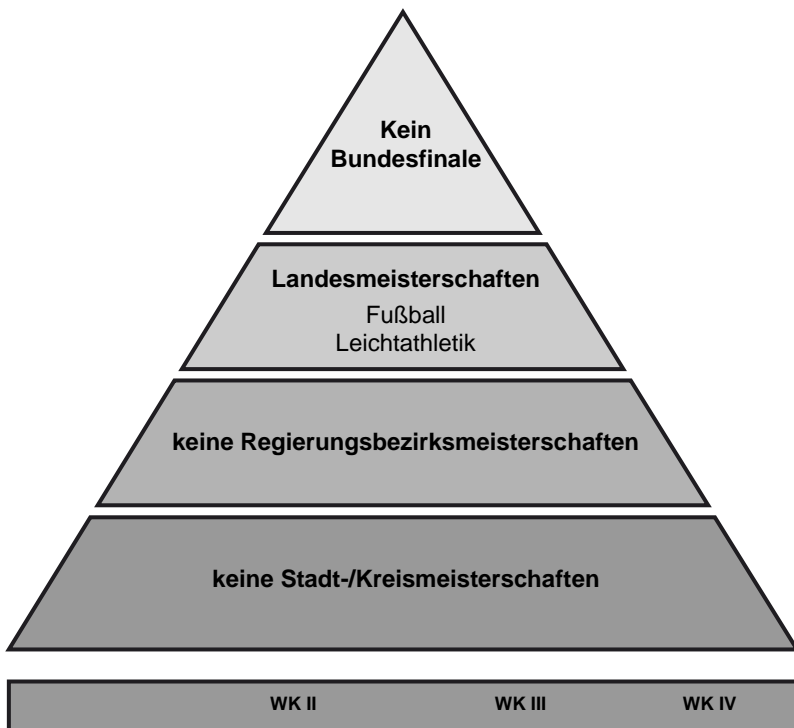 Kein
Bundesfinale
Landesmeisterschaften
Fußball
Leichtathletik
keine Regierungsbezirksmeisterschaften
keine Stadt-/Kreismeisterschaften
WK II WK III WK IV